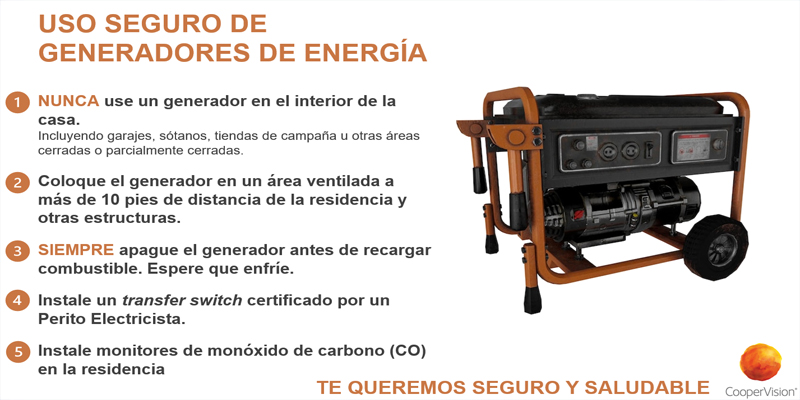 USO SEGURO DE
GENERADORES DE ENERGÍA
1 NUNCA use un generador en el interior de la
casa.
Incluyendo garajes, sótanos, tiendas de campaña u otras áreas
cerradas o parcialmente cerradas.
2 Coloque el generador en un área ventilada a
más de 10 pies de distancia de la residencia y
otras estructuras.
3 SIEMPRE apague el generador antes de recargar
combustible. Espere que enfríe.
4 Instale un transfer switch certificado por un
Perito Electricista.
5 Instale monitores de monóxido de carbono (CO)
en la residencia
TE QUEREMOS SEGURO Y SALUDABLE
CooperVision